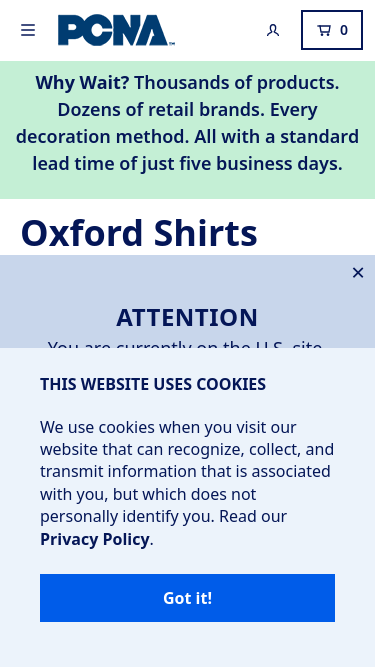 PCNA
0
Why Wait? Thousands of products.
Dozens of retail brands. Every
decoration method. All with a standard
lead time of just five business days.
Oxford Shirts
ATTENTION
You are currently on the U.S. site.
THIS WEBSITE USES COOKIES
We use cookies when you visit our
website that can recognize, collect, and
transmit information that is associated
with you, but which does not
personally identify you. Read our
Privacy Policy.
Got it!